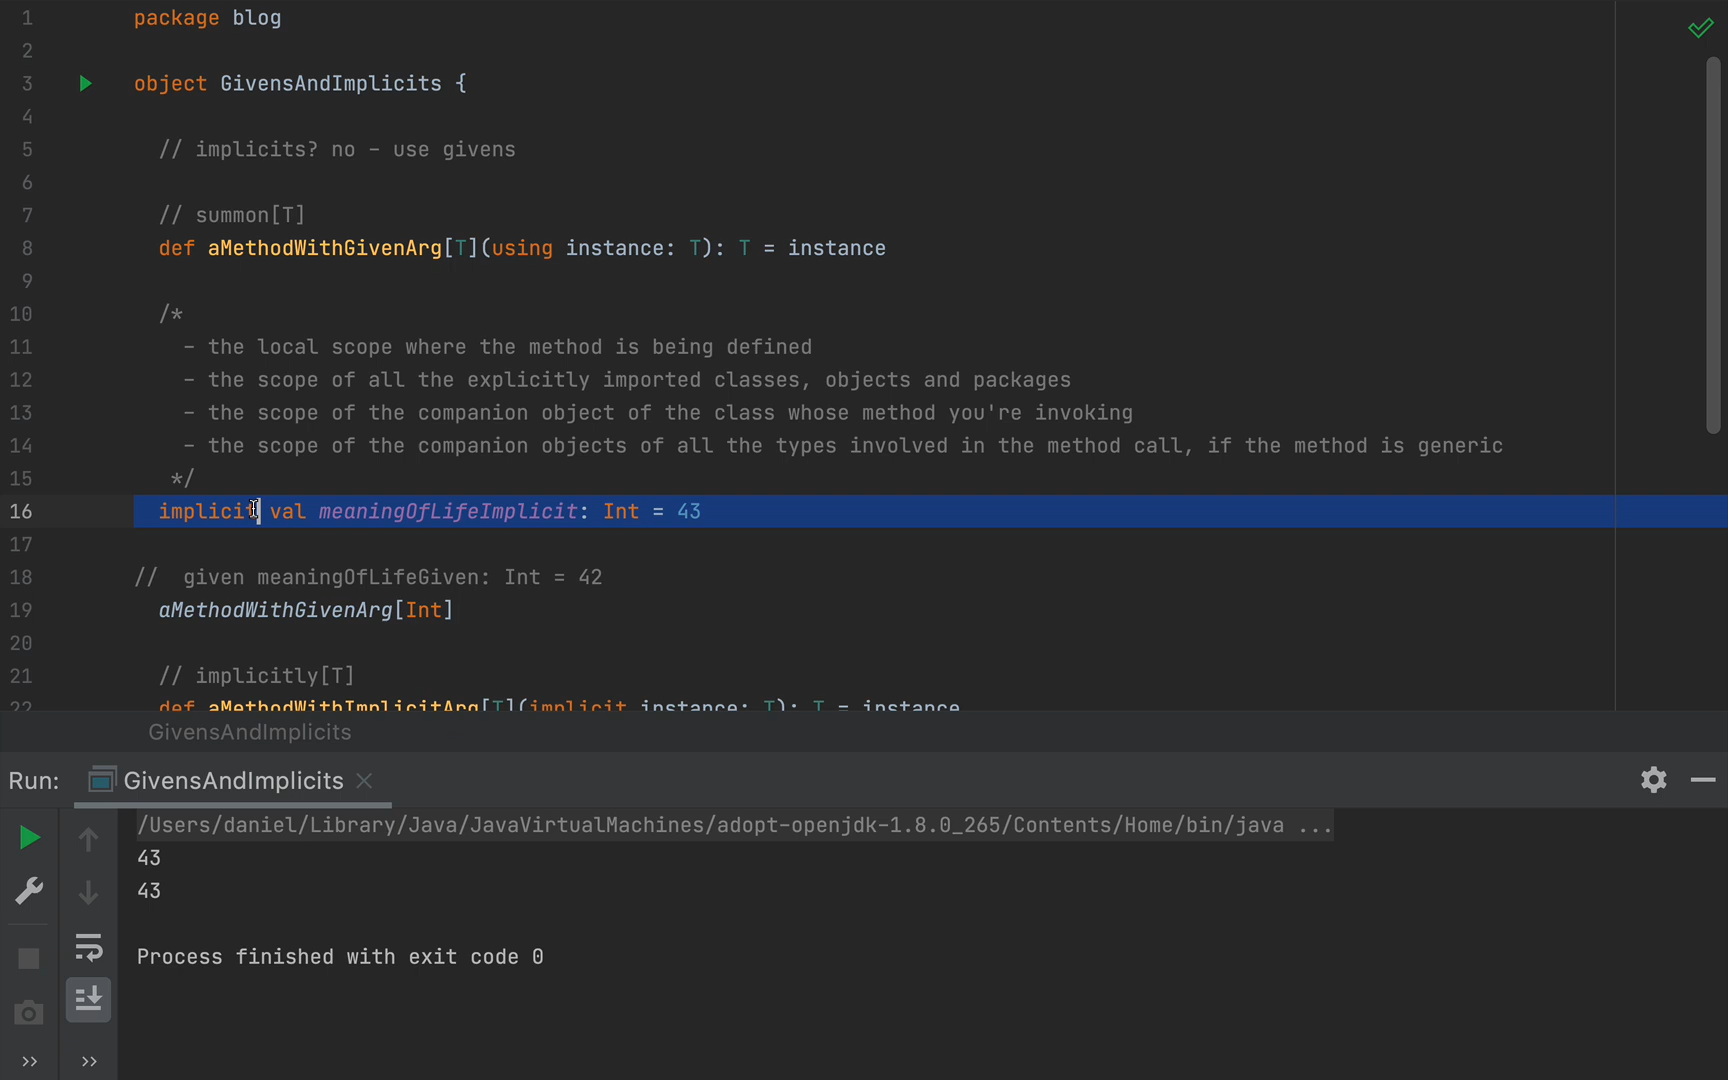 1 package blog
2
3 object GivensAndImplicits {
4
5 // implicits? no – use givens
6
7 // summon[T]
8 def aMethodWithGivenArg[T](using instance: T): T = instance
9
10 /*
11 – the local scope where the method is being defined
12 – the scope of all the explicitly imported classes, objects and packages
13 – the scope of the companion object of the class whose method you're invoking
14 – the scope of the companion objects of all the types involved in the method call, if the method is generic
15 */
16 implicit val meaningOfLifeImplicit: Int = 43
17
18 // given meaningOfLifeGiven: Int = 42
19 aMethodWithGivenArg[Int]
20
21 // implicitly[T]
22 def aMethodWithImplicitArg[T](implicit instance: T): T = instance
GivensAndImplicits
Run: GivensAndImplicits
/Users/daniel/Library/Java/JavaVirtualMachines/adopt-openjdk-1.8.0_265/Contents/Home/bin/java ...
43
43
Process finished with exit code 0